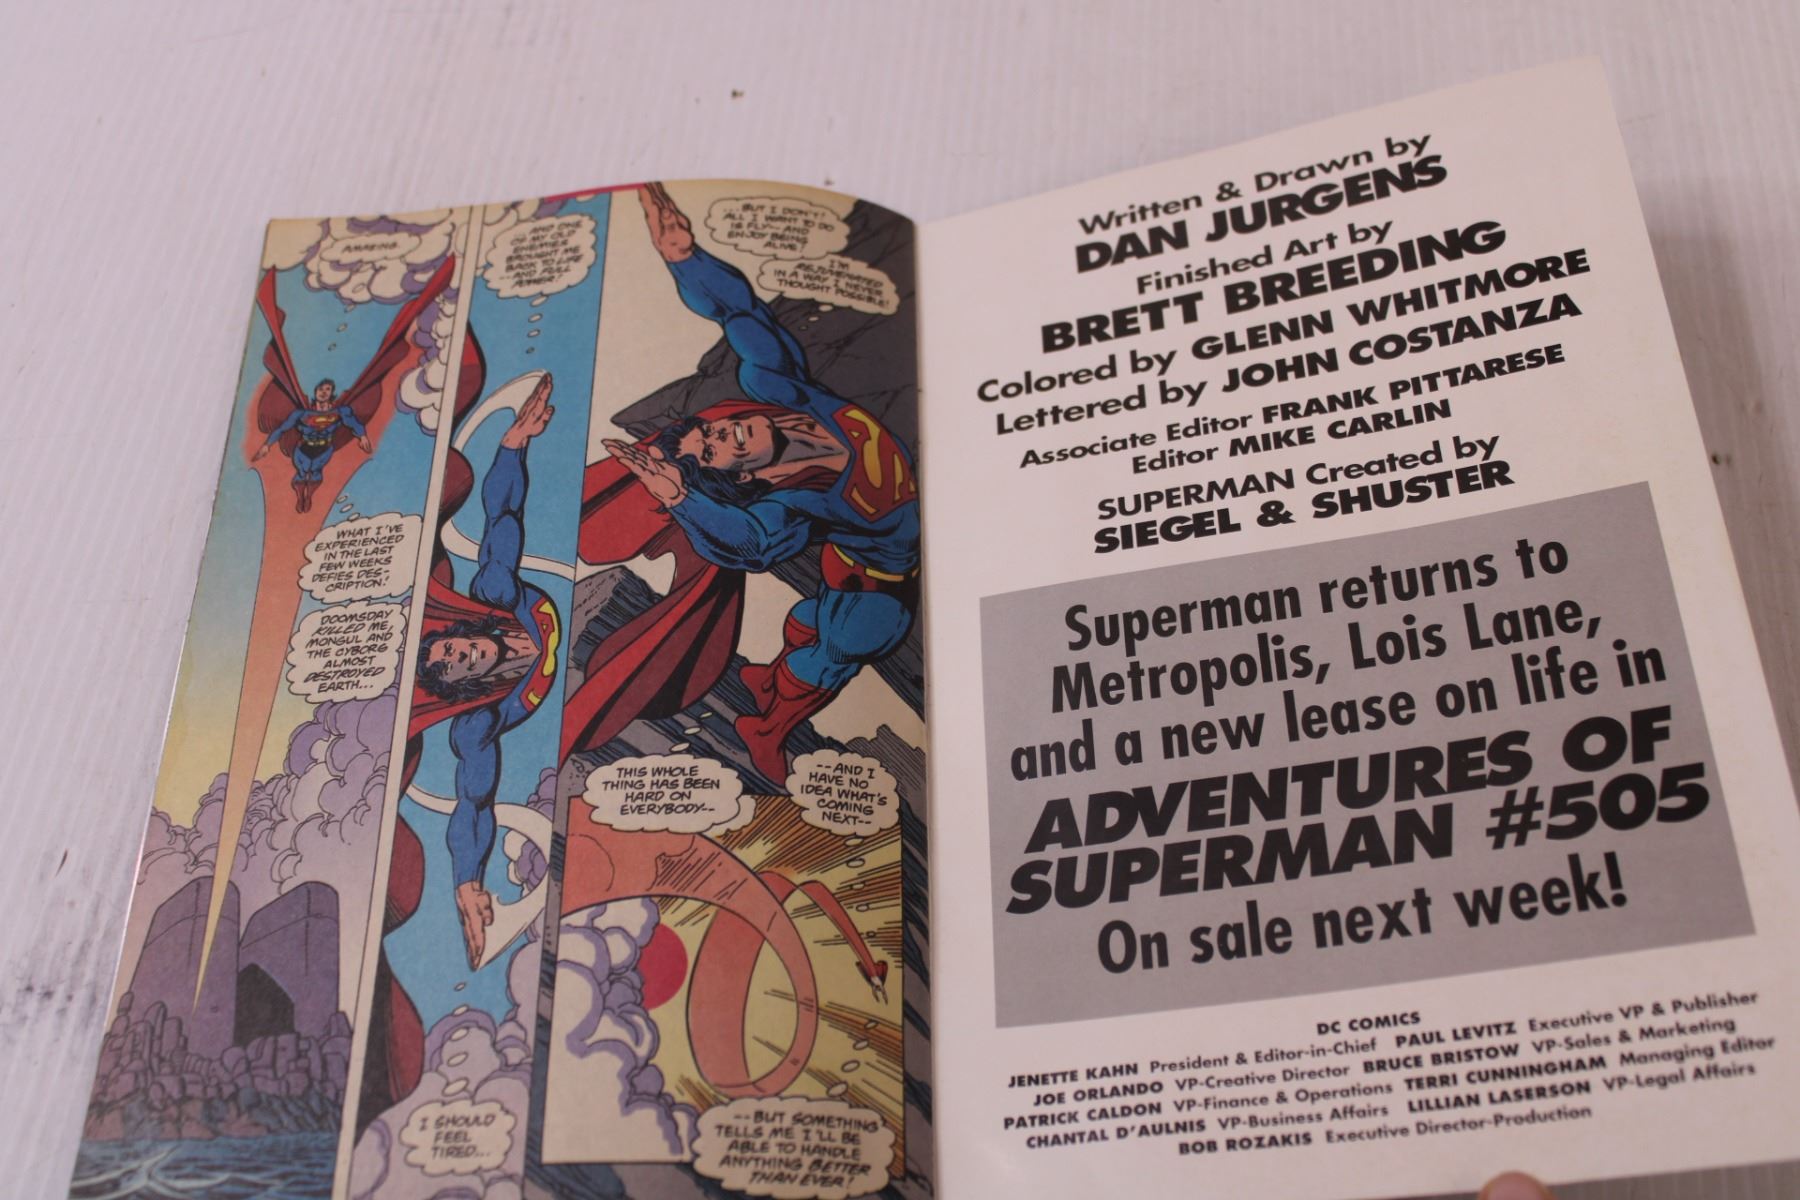 AMAZING.
WHAT I'VE
EXPERIENCED
IN THE LAST
FEW WEEKS
DEFIES DES-
CRIPTION!
DOOMSDAY
KILLED ME,
MONGUL AND
THE CYBORG
ALMOST
DESTROYED
EARTH...
...AND ONE
OF MY OLD
ENEMIES
BROUGHT ME
BACK TO LIFE
--AND FULL
POWER!
I SHOULD
FEEL
TIRED...
...BUT I DON'T!
ALL I WANT TO DO
IS FLY--AND
ENJOY BEING
ALIVE!
I'M
REJUVENATED
IN A WAY I NEVER
THOUGHT POSSIBLE!
THIS WHOLE
THING HAS BEEN
HARD ON
EVERYBODY--
--AND I
HAVE NO
IDEA WHAT'S
COMING
NEXT--
--BUT SOMETHING
TELLS ME I'LL BE
ABLE TO HANDLE
ANYTHING BETTER
THAN EVER!
Written & Drawn by
DAN JURGENS
Finished Art by
BRETT BREEDING
Colored by GLENN WHITMORE
Lettered by JOHN COSTANZA
Associate Editor FRANK PITTARESE
Editor MIKE CARLIN
SUPERMAN Created by
SIEGEL & SHUSTER
Superman returns to
Metropolis, Lois Lane,
and a new lease on life in
ADVENTURES OF
SUPERMAN #505
On sale next week!
DC COMICS
JENETTE KAHN President & Editor-in-Chief PAUL LEVITZ Executive VP & Publisher
JOE ORLANDO VP-Creative Director BRUCE BRISTOW VP-Sales & Marketing
PATRICK CALDON VP-Finance & Operations TERRI CUNNINGHAM Managing Editor
CHANTAL D'AULNIS VP-Business Affairs LILLIAN LASERSON VP-Legal Affairs
BOB ROZAKIS Executive Director-Production